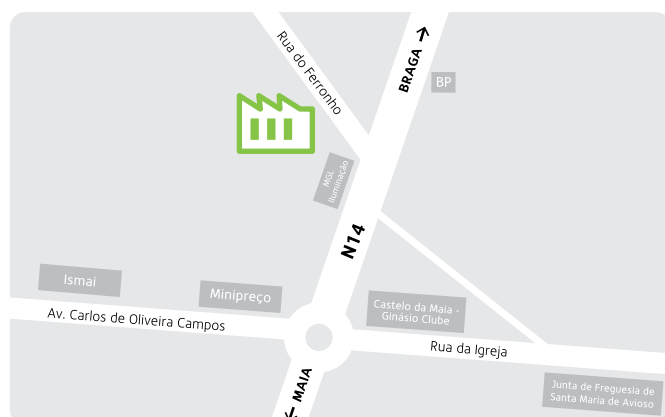 Rua do Ferronho
BRAGA
BP
MGL
Iluminação
N14
Ismai
Minipreço
Castelo da Maia -
Ginásio Clube
Av. Carlos de Oliveira Campos
Rua da Igreja
MAIA
Junta de Freguesia de
Santa Maria de Avioso